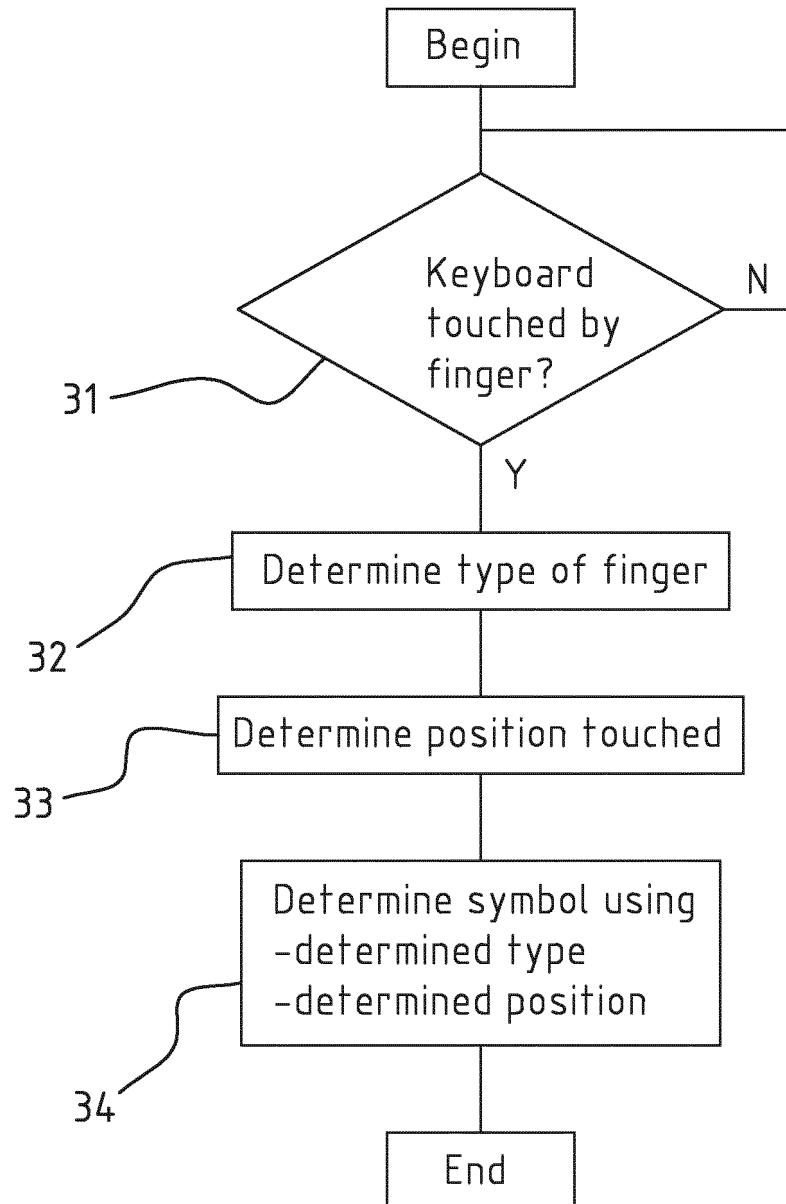 Begin
Keyboard
touched by
finger?
N
31
Y
Determine type of finger
32
Determine position touched
33
Determine symbol using
-determined type
-determined position
34
End